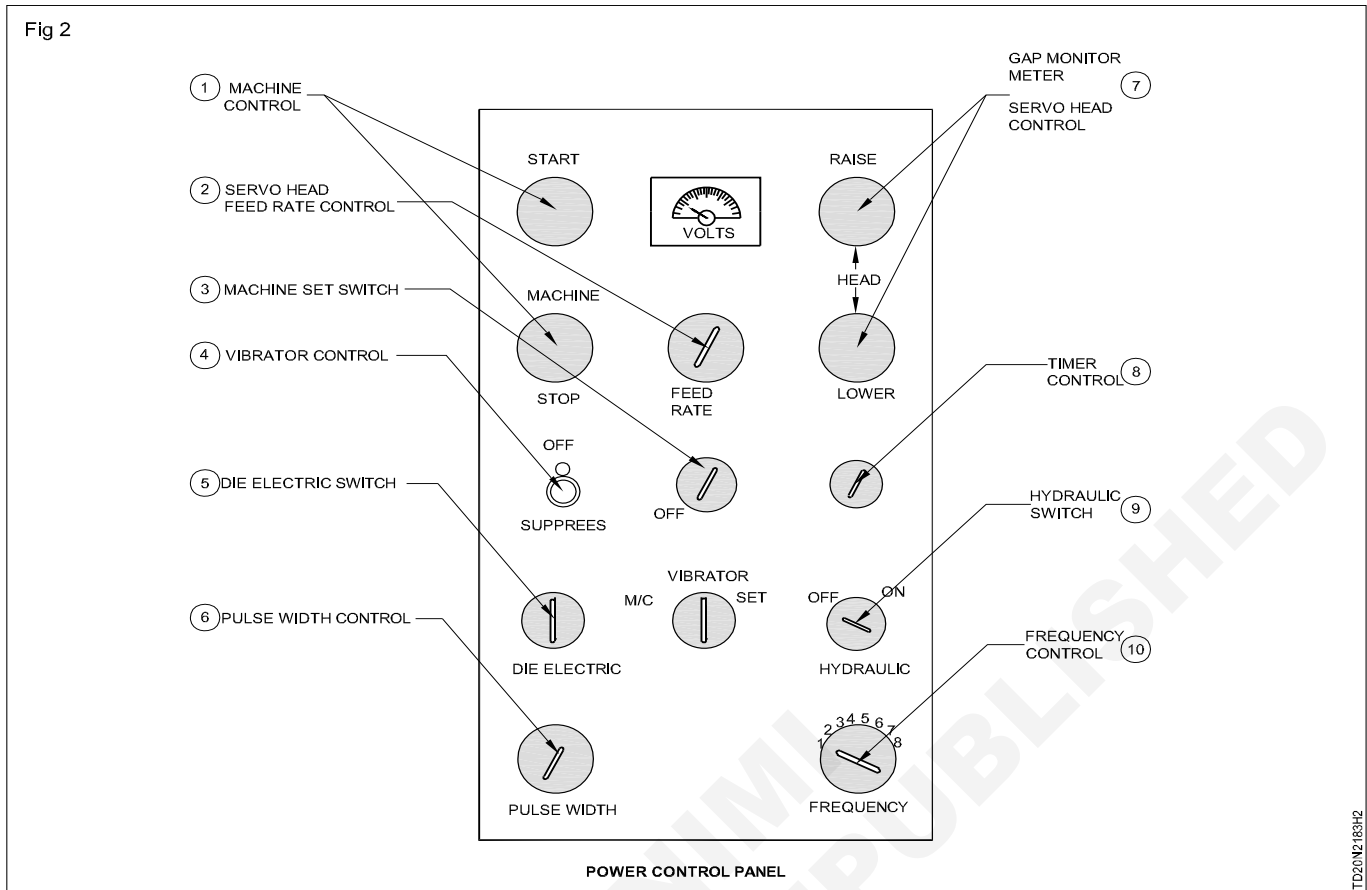 Fig 2
1 MACHINE
CONTROL
2 SERVO HEAD
FEED RATE CONTROL
3 MACHINE SET SWITCH
4 VIBRATOR CONTROL
5 DIE ELECTRIC SWITCH
6 PULSE WIDTH CONTROL
START
VOLTS
RAISE
HEAD
MACHINE
STOP
FEED
RATE
LOWER
OFF
SUPPREES
OFF
M/C
VIBRATOR
SET
OFF
ON
DIE ELECTRIC
HYDRAULIC
PULSE WIDTH
1 2 3 4 5 6 7 8
FREQUENCY
GAP MONITOR
METER
7
SERVO HEAD
CONTROL
TIMER
CONTROL 8
HYDRAULIC
SWITCH 9
FREQUENCY
CONTROL 10
POWER CONTROL PANEL
TD20N2183H2